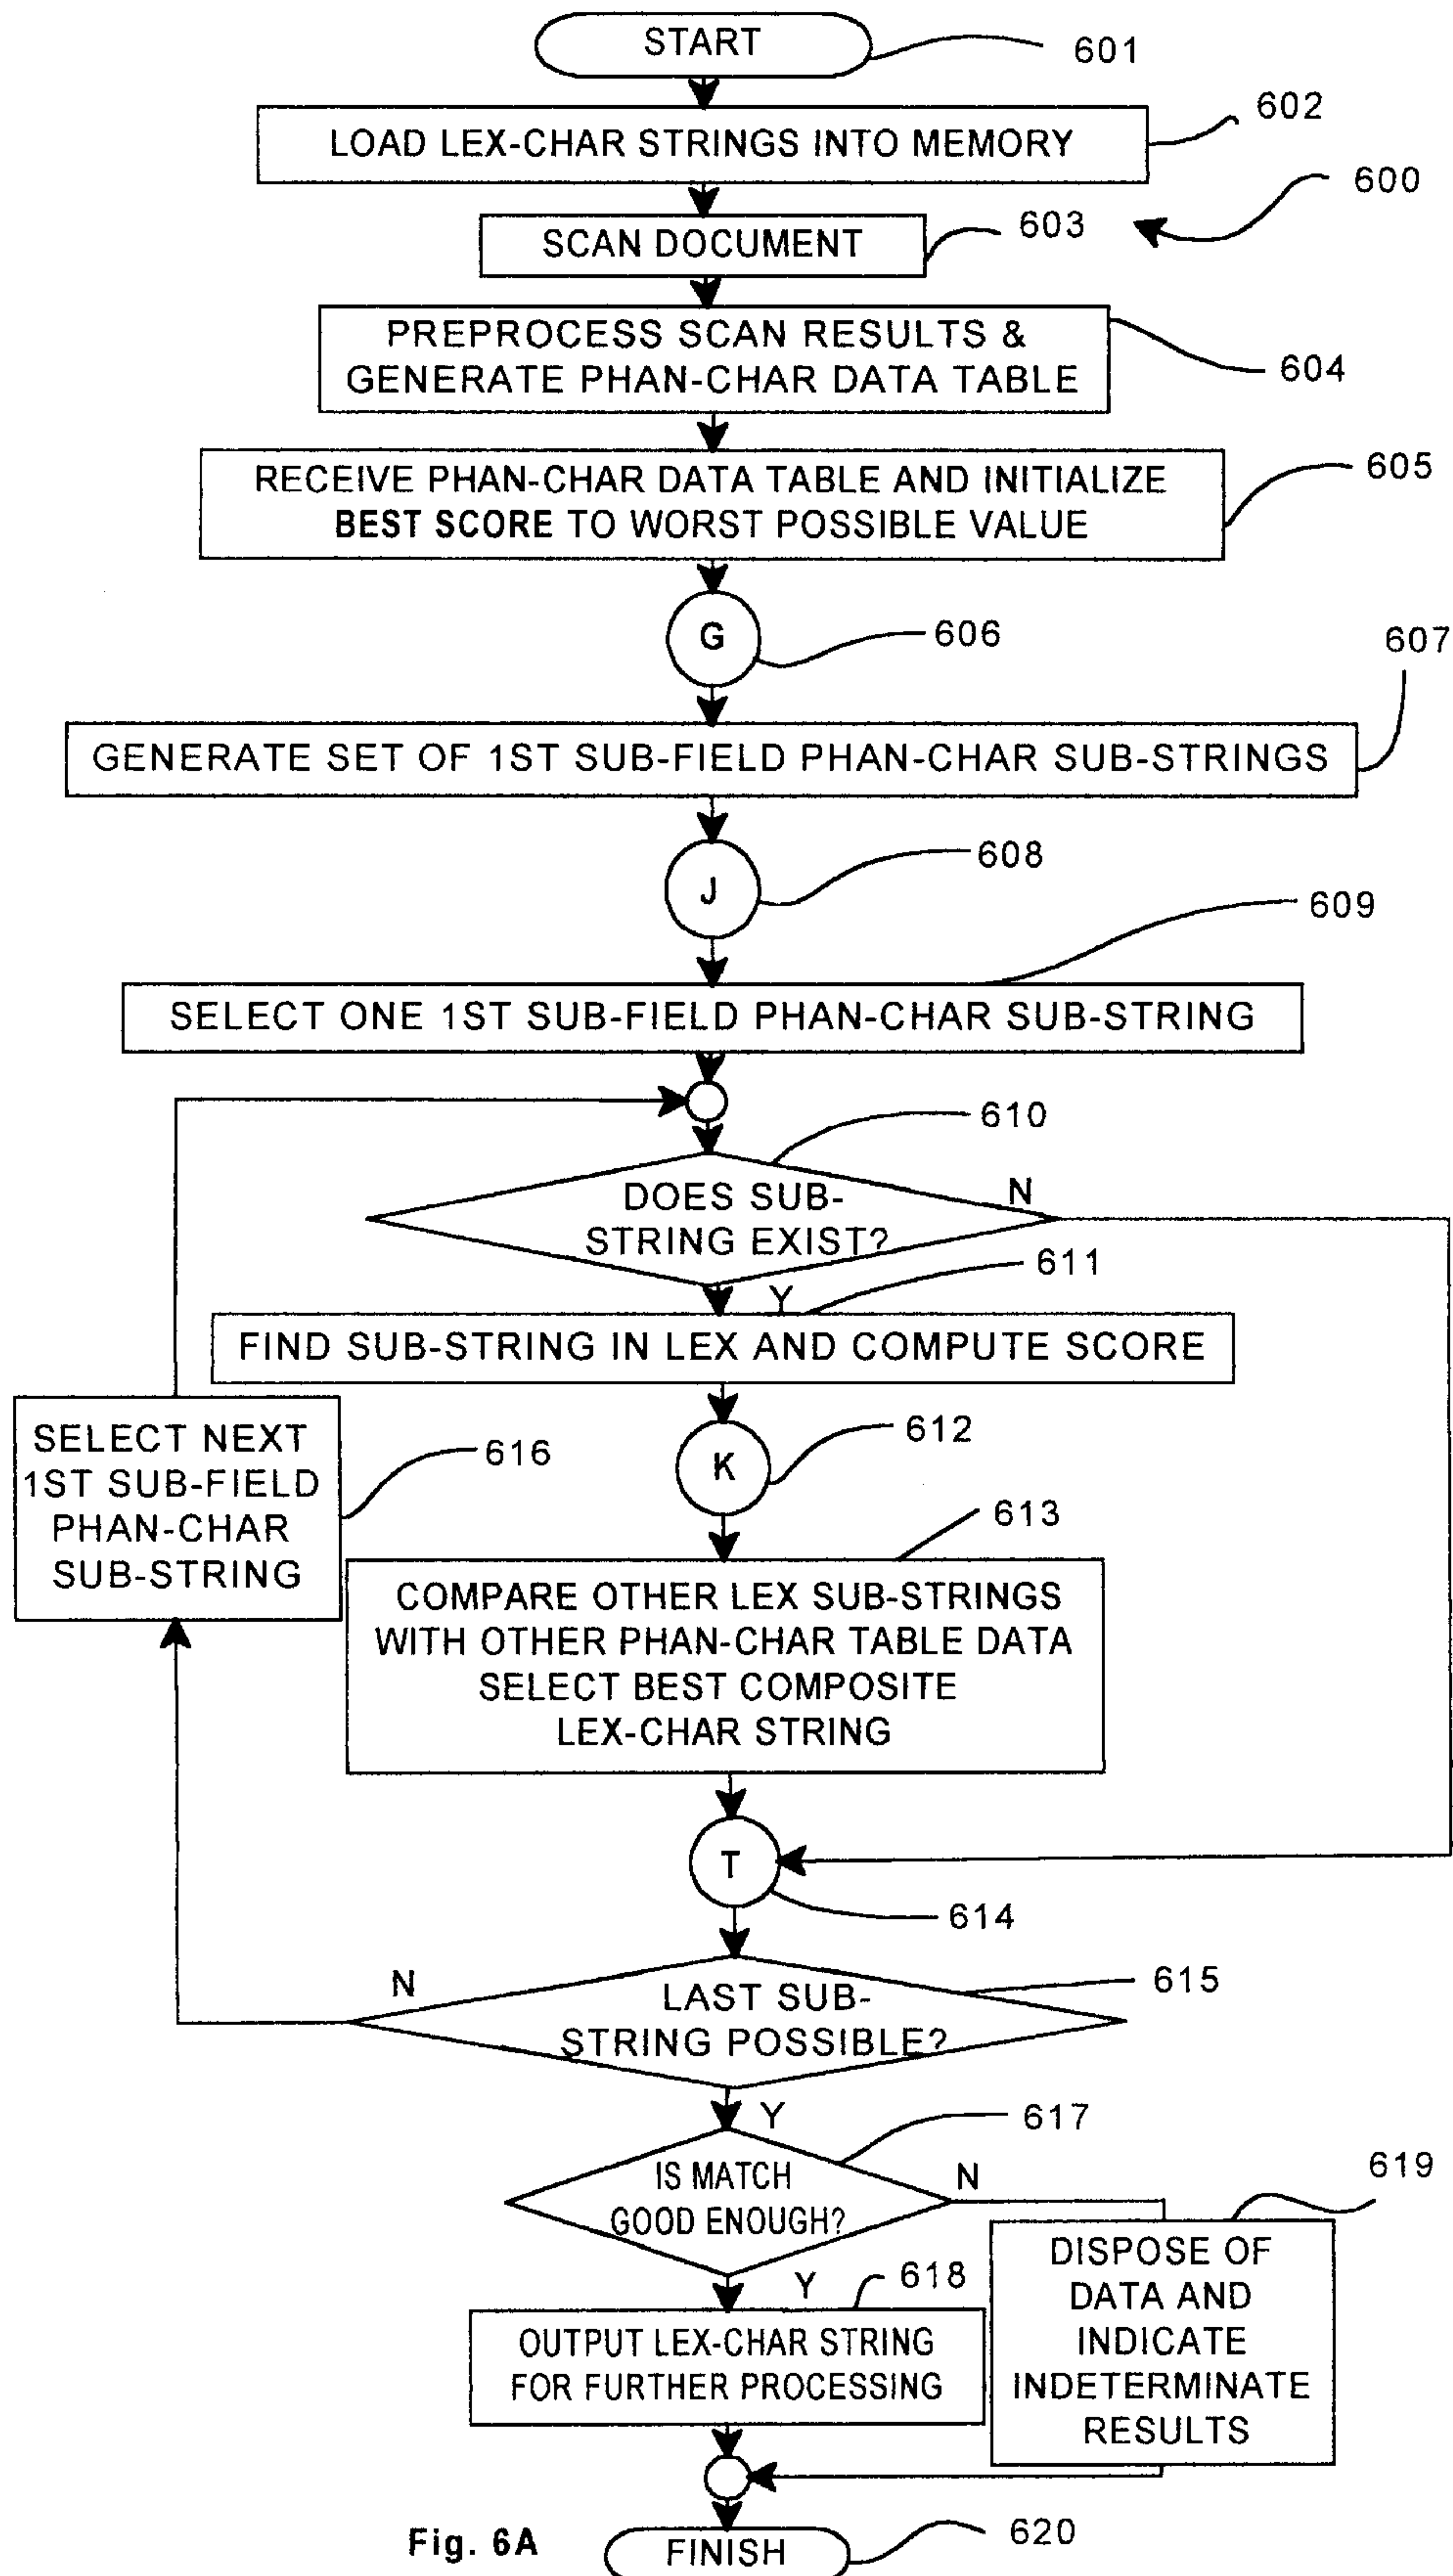 START
601
LOAD LEX-CHAR STRINGS INTO MEMORY
602
600
SCAN DOCUMENT
603
PREPROCESS SCAN RESULTS &
GENERATE PHAN-CHAR DATA TABLE
604
RECEIVE PHAN-CHAR DATA TABLE AND INITIALIZE
BEST SCORE TO WORST POSSIBLE VALUE
605
G
606
607
GENERATE SET OF 1ST SUB-FIELD PHAN-CHAR SUB-STRINGS
J
608
609
SELECT ONE 1ST SUB-FIELD PHAN-CHAR SUB-STRING
610
DOES SUB-
STRING EXIST?
N
611
Y
FIND SUB-STRING IN LEX AND COMPUTE SCORE
SELECT NEXT
1ST SUB-FIELD
PHAN-CHAR
SUB-STRING
616
K
612
613
COMPARE OTHER LEX SUB-STRINGS
WITH OTHER PHAN-CHAR TABLE DATA
SELECT BEST COMPOSITE
LEX-CHAR STRING
T
614
N
LAST SUB-
STRING POSSIBLE?
615
Y
617
IS MATCH
GOOD ENOUGH?
N
619
DISPOSE OF
DATA AND
INDICATE
INDETERMINATE
RESULTS
Y
618
OUTPUT LEX-CHAR STRING
FOR FURTHER PROCESSING
Fig. 6A
FINISH
620